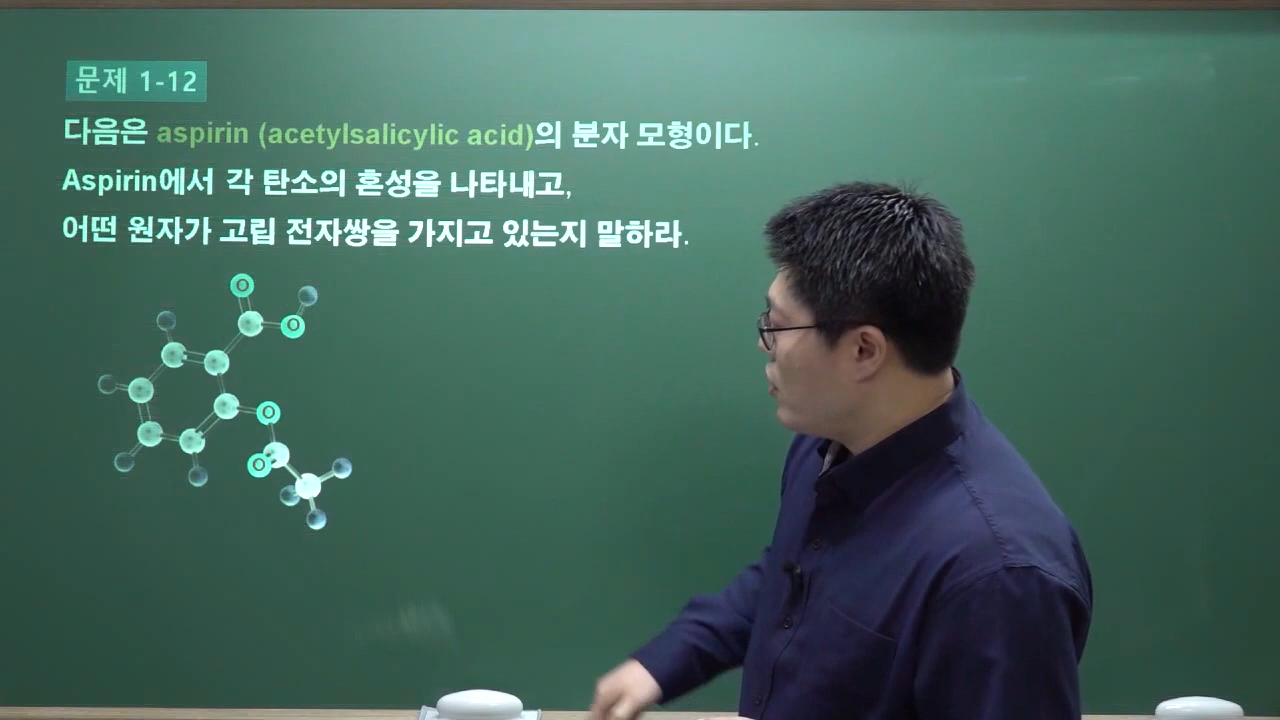 문제 1-12
다음은 aspirin (acetylsalicylic acid)의 분자 모형이다.
Aspirin에서 각 탄소의 혼성을 나타내고,
어떤 원자가 고립 전자쌍을 가지고 있는지 말하라.
O
O
O
O